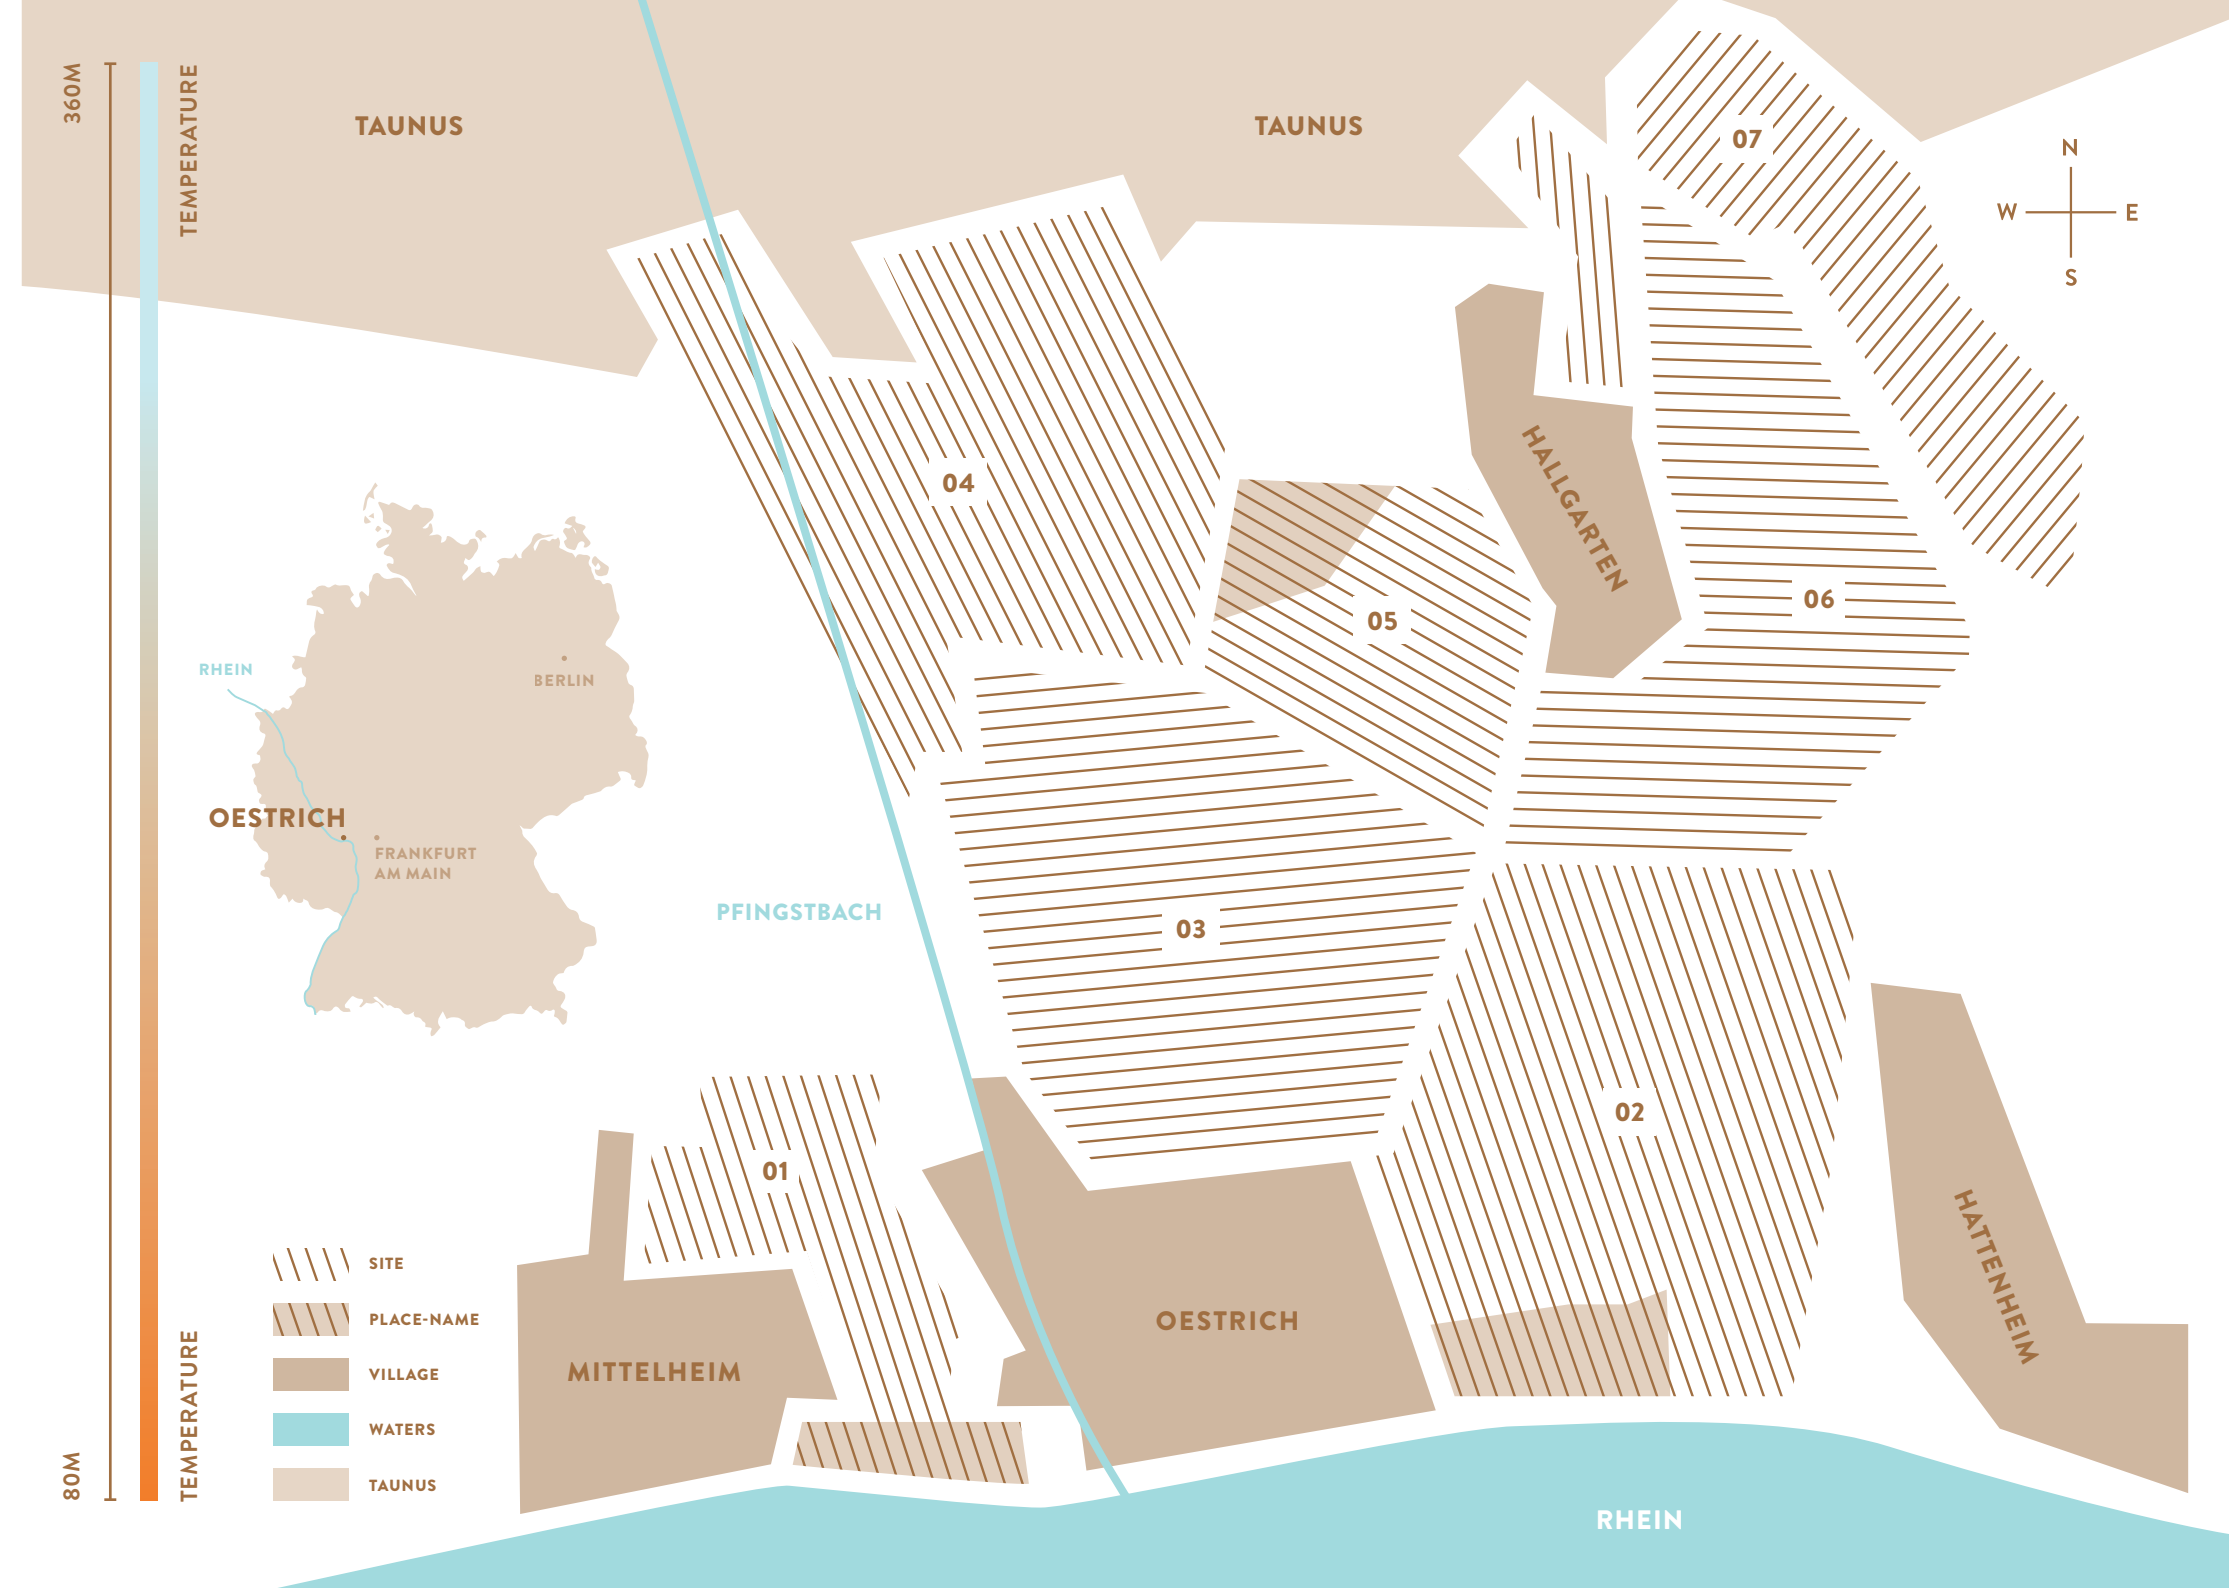 360M
TEMPERATURE
TAUNUS
TAUNUS
07
N
W
E
S
04
HALLGARTEN
05
06
RHEIN
BERLIN
OESTRICH
FRANKFURT
AM MAIN
PFINGSTBACH
03
02
01
HATTENHEIM
SITE
PLACE-NAME
VILLAGE
WATERS
TAUNUS
OESTRICH
MITTELHEIM
80M
TEMPERATURE
RHEIN